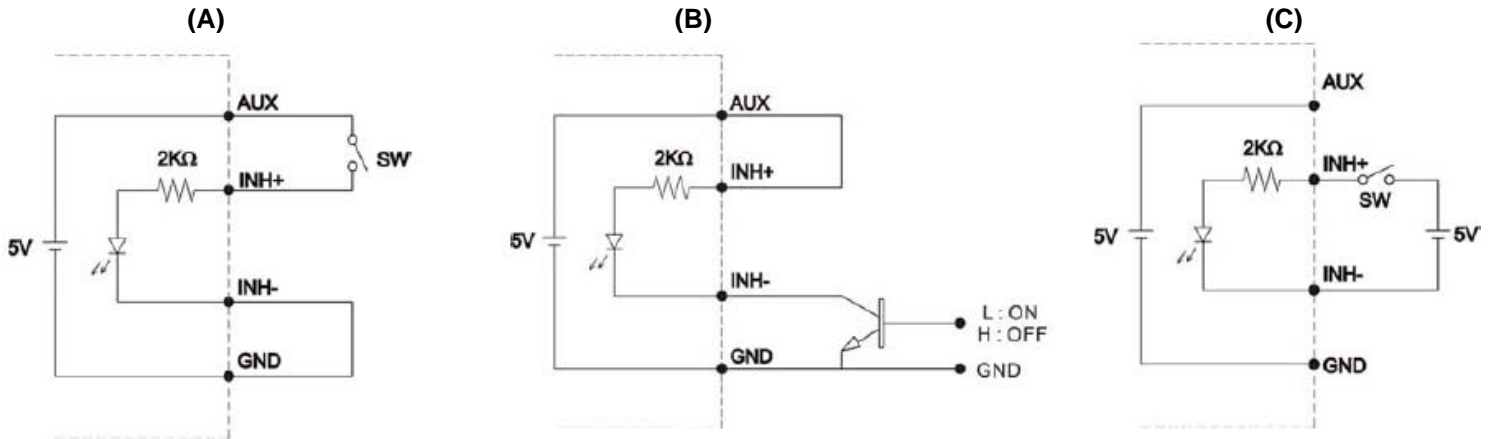 (A)
AUX
2KΩ
INH+
SW
5V
INH-
GND
(B)
AUX
2KΩ
INH+
5V
INH-
L : ON
H : OFF
GND
GND
(C)
AUX
2KΩ
INH+
SW
5V
5V
INH-
GND